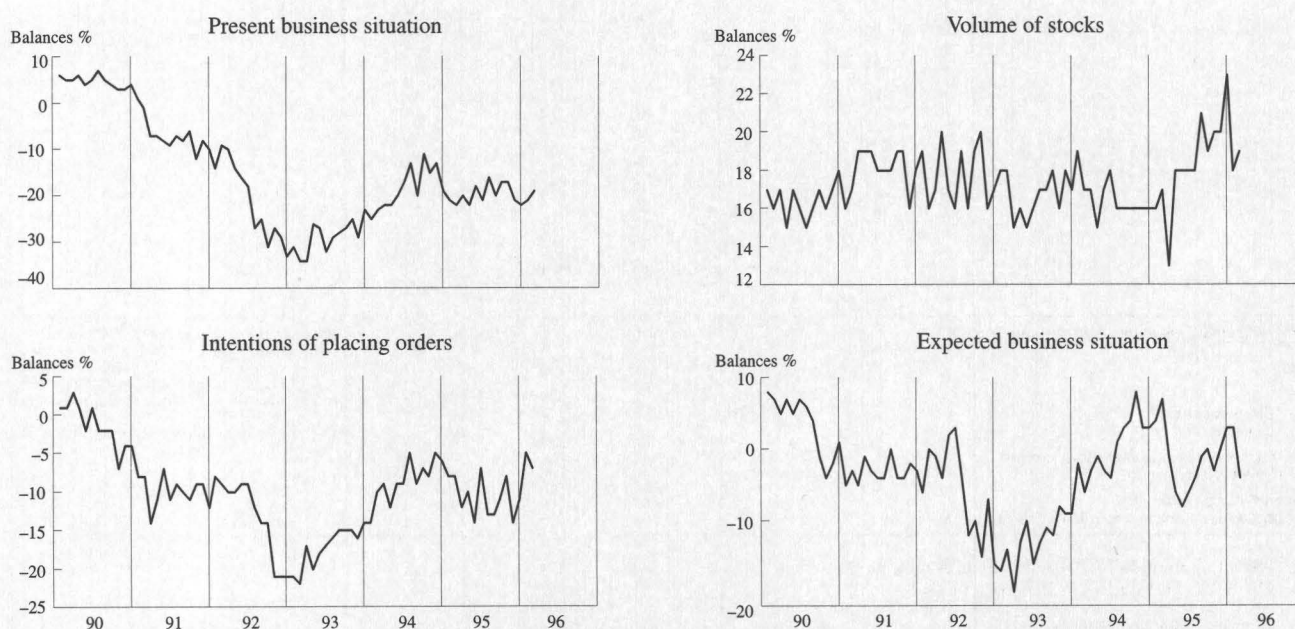 Present business situation
Balances %
10
0
−10
−20
−30
−40
Volume of stocks
Balances %
24
22
20
18
16
14
12
Intentions of placing orders
Balances %
5
0
−5
−10
−15
−20
−25
90 91 92 93 94 95 96
Expected business situation
Balances %
10
0
−10
−20
90 91 92 93 94 95 96